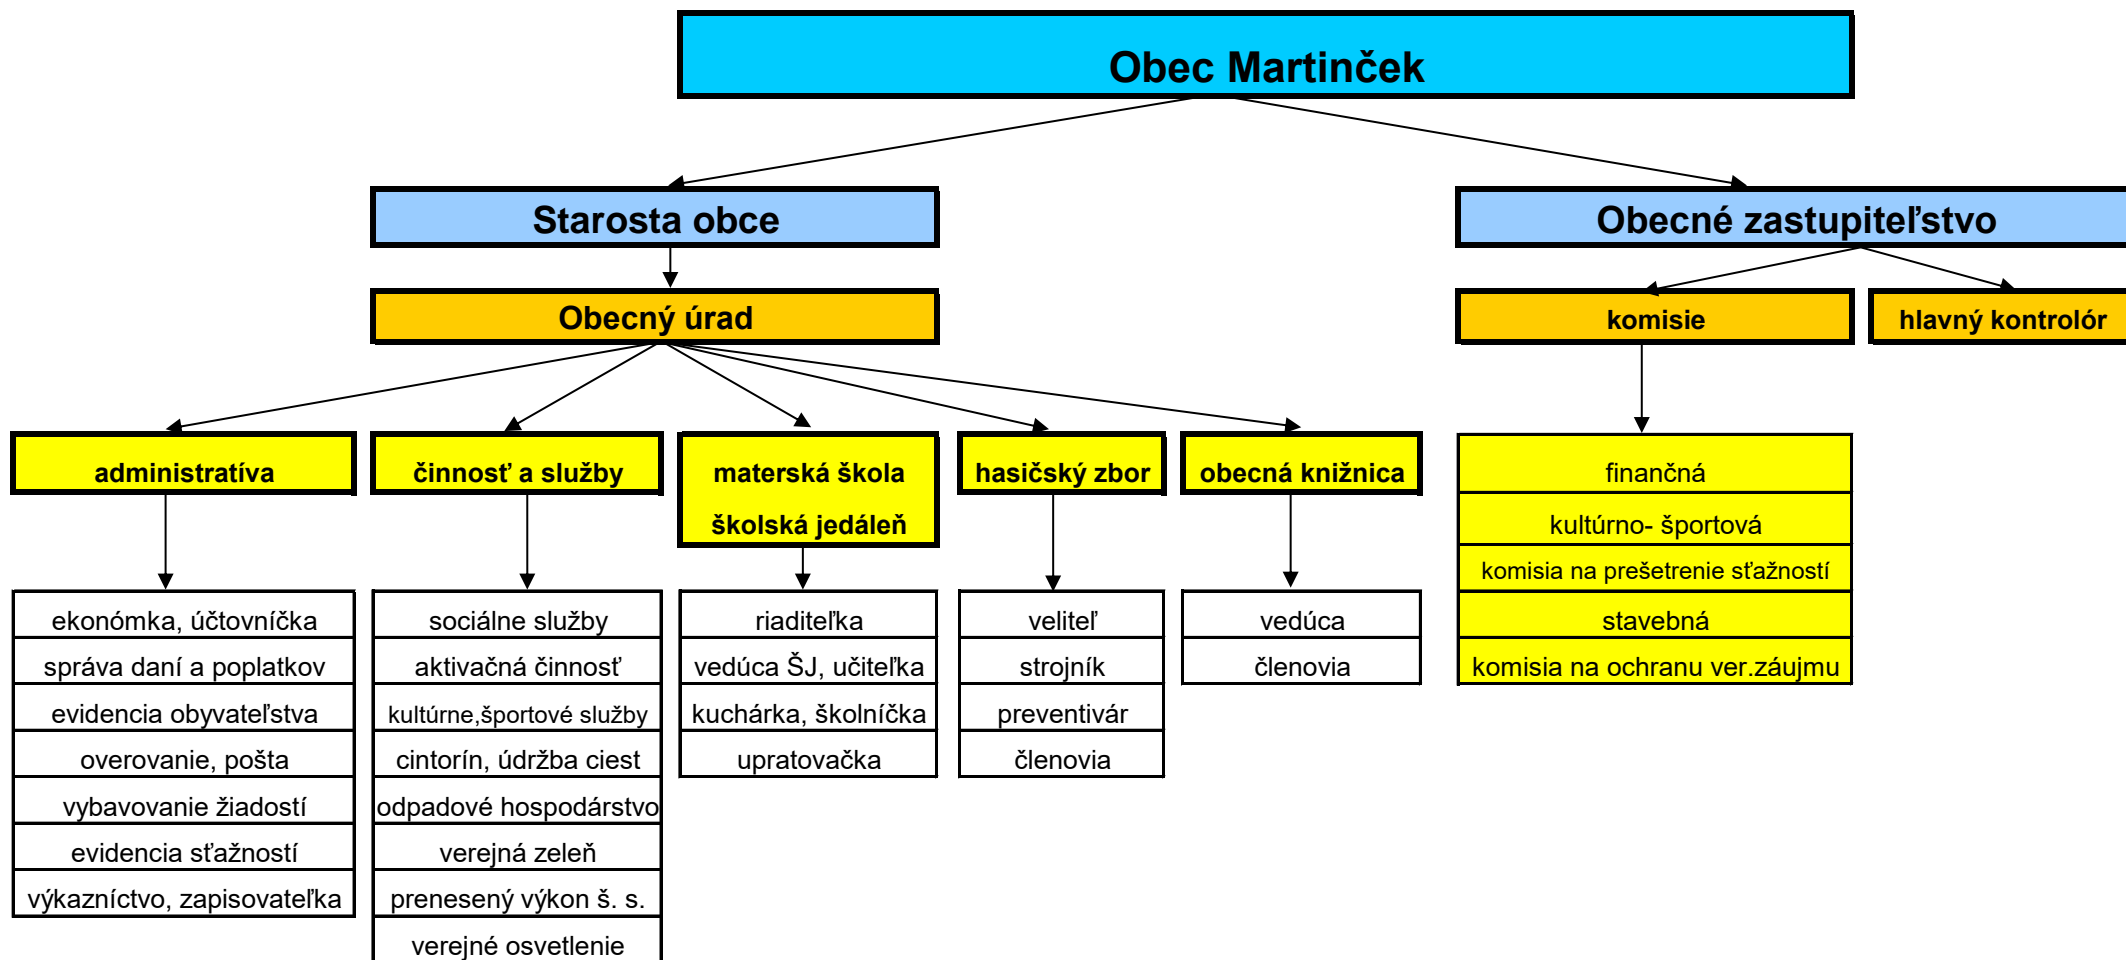 Obec Martinček
Starosta obce
Obecné zastupiteľstvo
Obecný úrad
komisie
hlavný kontrolór
administratíva
činnosť a služby
materská škola
školská jedáleň
hasičský zbor
obecná knižnica
ekonómka, účtovníčka
správa daní a poplatkov
evidencia obyvateľstva
overovanie, pošta
vybavovanie žiadostí
evidencia sťažností
výkazníctvo, zapisovateľka
sociálne služby
aktivačná činnosť
kultúrne,športové služby
cintorín, údržba ciest
odpadové hospodárstvo
verejná zeleň
prenesený výkon š. s.
verejné osvetlenie
riaditeľka
vedúca ŠJ, učiteľka
kuchárka, školníčka
upratovačka
veliteľ
strojník
preventivár
členovia
vedúca
členovia
finančná
kultúrno- športová
komisia na prešetrenie sťažností
stavebná
komisia na ochranu ver.záujmu